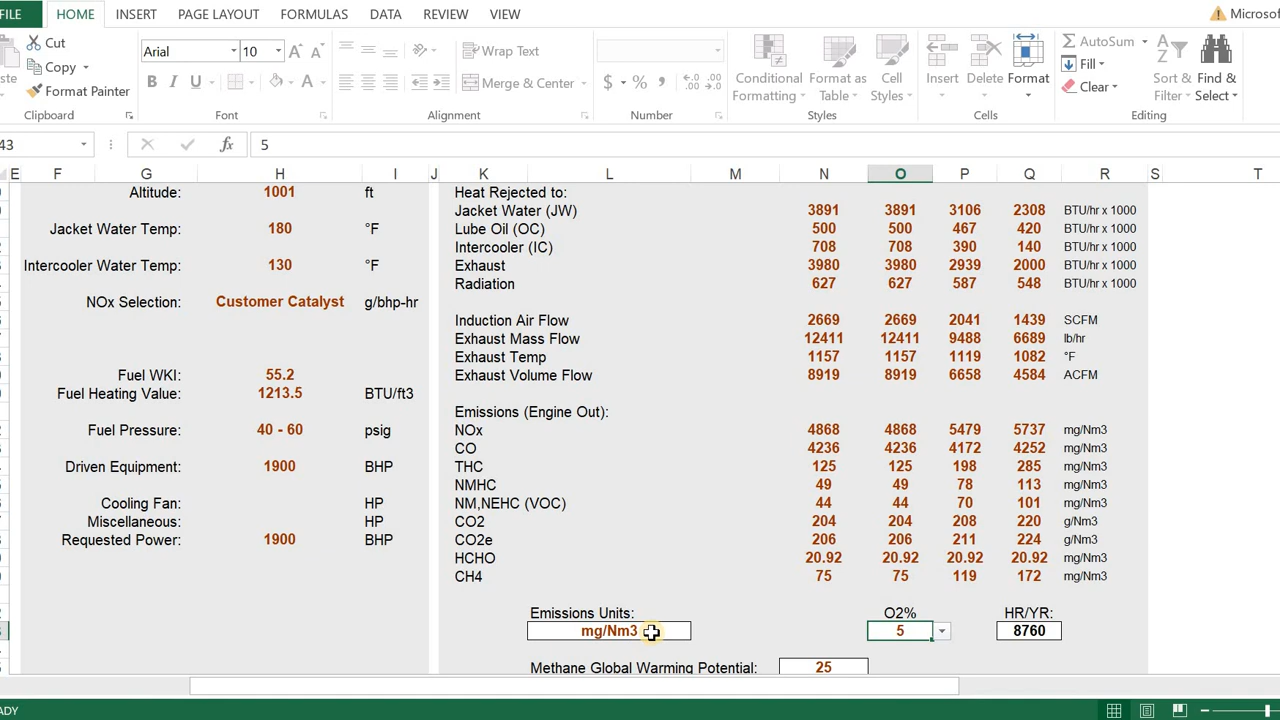 FILE HOME INSERT PAGE LAYOUT FORMULAS DATA REVIEW VIEW Microsof
Cut
Copy
Format Painter
Clipboard
Arial 10
Font
Wrap Text
Merge & Center
Alignment
Number
Conditional Formatting
Format as Table
Cell Styles
Styles
Insert Delete Format
Cells
AutoSum
Fill
Clear
Sort & Filter
Find & Select
Editing
43 fx 5
E F G H I J K L M N O P Q R S T
Altitude: 1001 ft Heat Rejected to:
Jacket Water (JW) 3891 3891 3106 2308 BTU/hr x 1000
Jacket Water Temp: 180 °F Lube Oil (OC) 500 500 467 420 BTU/hr x 1000
Intercooler (IC) 708 708 390 140 BTU/hr x 1000
Intercooler Water Temp: 130 °F Exhaust 3980 3980 2939 2000 BTU/hr x 1000
Radiation 627 627 587 548 BTU/hr x 1000
NOx Selection: Customer Catalyst g/bhp-hr
Induction Air Flow 2669 2669 2041 1439 SCFM
Exhaust Mass Flow 12411 12411 9488 6689 lb/hr
Exhaust Temp 1157 1157 1119 1082 °F
Fuel WKI: 55.2 Exhaust Volume Flow 8919 8919 6658 4584 ACFM
Fuel Heating Value: 1213.5 BTU/ft3
Emissions (Engine Out):
Fuel Pressure: 40 - 60 psig NOx 4868 4868 5479 5737 mg/Nm3
CO 4236 4236 4172 4252 mg/Nm3
Driven Equipment: 1900 BHP THC 125 125 198 285 mg/Nm3
NMHC 49 49 78 113 mg/Nm3
Cooling Fan: HP NM,NEHC (VOC) 44 44 70 101 mg/Nm3
Miscellaneous: HP CO2 204 204 208 220 g/Nm3
Requested Power: 1900 BHP CO2e 206 206 211 224 g/Nm3
HCHO 20.92 20.92 20.92 20.92 mg/Nm3
CH4 75 75 119 172 mg/Nm3
Emissions Units: O2% HR/YR:
mg/Nm3 5 8760
Methane Global Warming Potential: 25
ADY